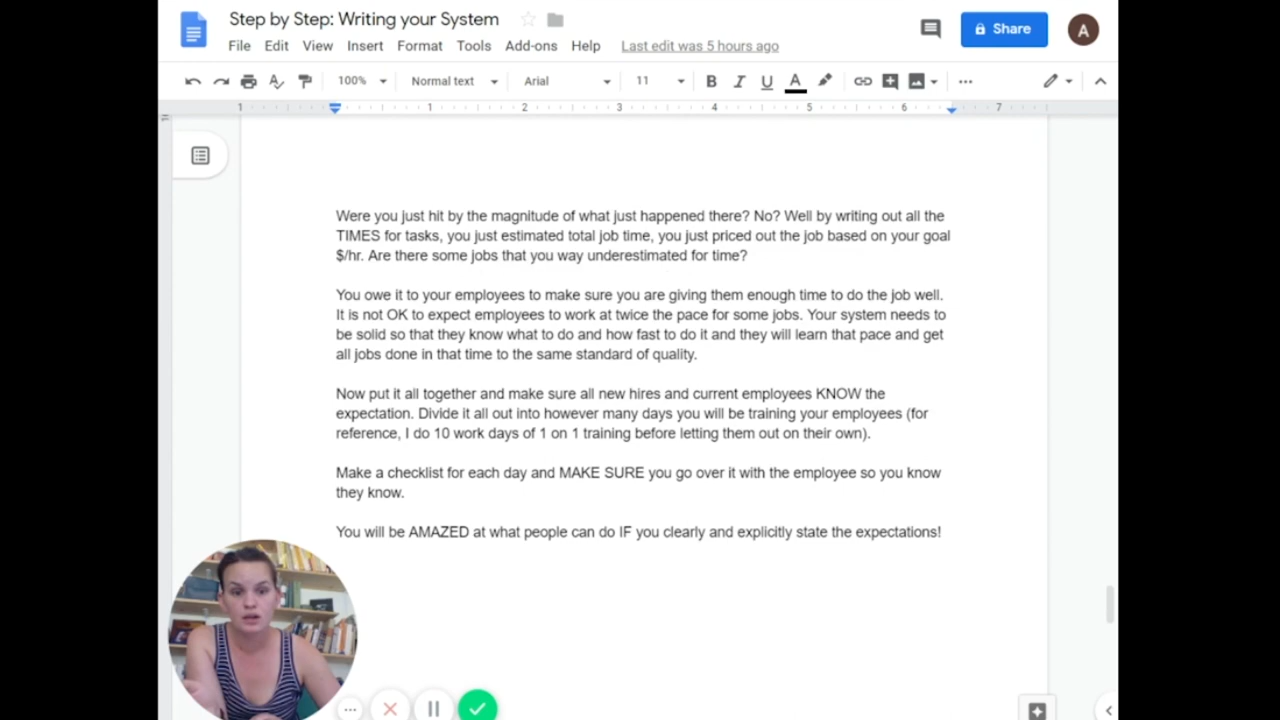 Step by Step: Writing your System
File Edit View Insert Format Tools Add-ons Help Last edit was 5 hours ago
Share
A
100% Normal text Arial 11 B I U A
1 1 2 3 4 5 6 7
Were you just hit by the magnitude of what just happened there? No? Well by writing out all the
TIMES for tasks, you just estimated total job time, you just priced out the job based on your goal
$/hr. Are there some jobs that you way underestimated for time?
You owe it to your employees to make sure you are giving them enough time to do the job well.
It is not OK to expect employees to work at twice the pace for some jobs. Your system needs to
be solid so that they know what to do and how fast to do it and they will learn that pace and get
all jobs done in that time to the same standard of quality.
Now put it all together and make sure all new hires and current employees KNOW the
expectation. Divide it all out into however many days you will be training your employees (for
reference, I do 10 work days of 1 on 1 training before letting them out on their own).
Make a checklist for each day and MAKE SURE you go over it with the employee so you know
they know.
You will be AMAZED at what people can do IF you clearly and explicitly state the expectations!